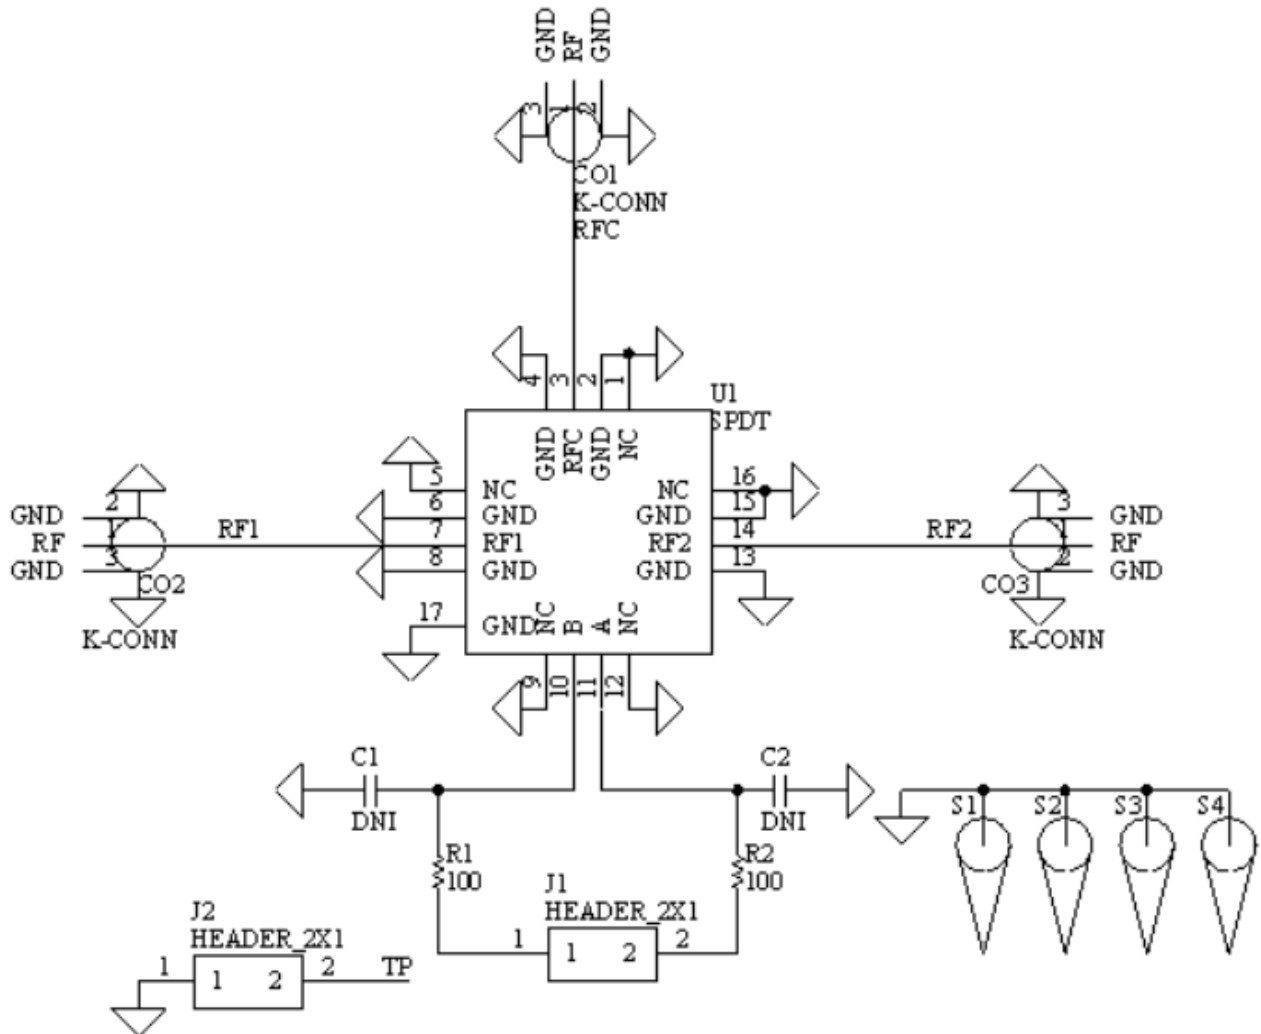 GND RF GND
3 1 2
CO1
K-CONN
RFC
4 3 2 1
U1
SPDT
GND RFC GND NC
5 NC
6 GND
7 RF1
8 GND
17 GND
NC 16
GND 15
RF2 14
GND 13
NC B A NC
9 10 11 12
GND 2
RF 1 RF1
GND 3
CO2
K-CONN
3 GND
RF2 1 RF
2 GND
CO3
K-CONN
C1
DNI
C2
DNI
R1
100
R2
100
J1
HEADER_2X1
1 1 2 2
J2
HEADER_2X1
1 1 2 2 TP
S1 S2 S3 S4